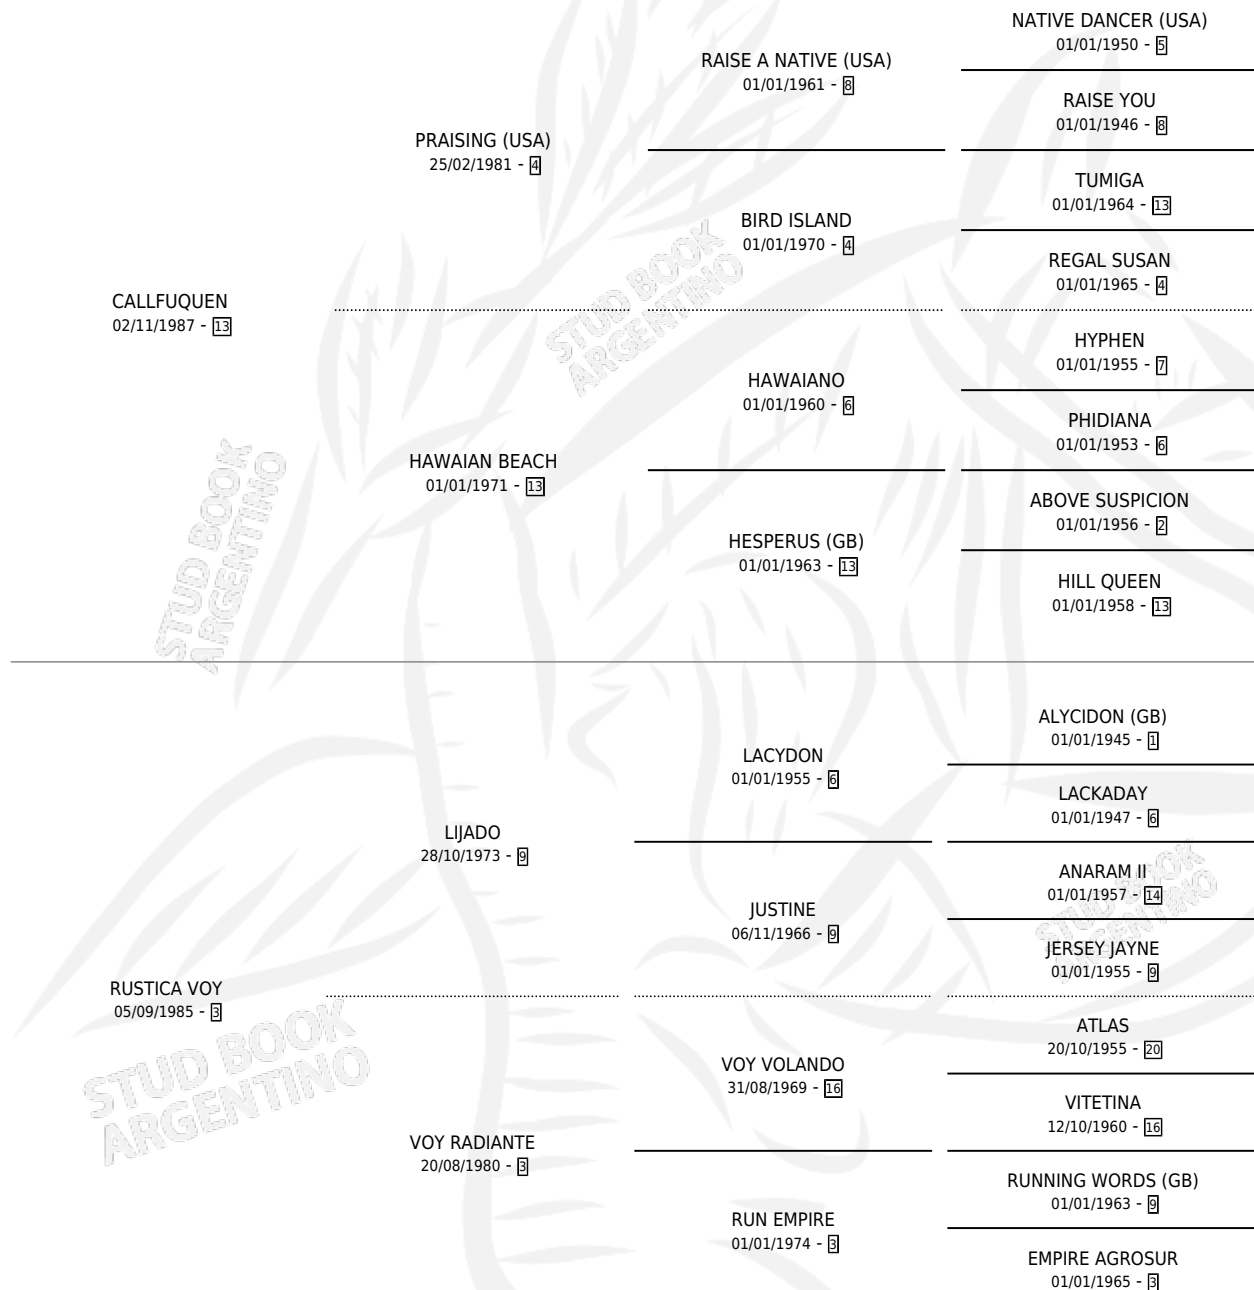 NATIVE DANCER (USA)
01/01/1950 - 5
RAISE A NATIVE (USA)
01/01/1961 - 8
RAISE YOU
01/01/1946 - 8
PRAISING (USA)
25/02/1981 - 4
TUMIGA
01/01/1964 - 13
BIRD ISLAND
01/01/1970 - 4
REGAL SUSAN
01/01/1965 - 4
CALLFUQUEN
02/11/1987 - 13
STUD BOOK
ARGENTINO
HYPHEN
01/01/1955 - 7
HAWAIANO
01/01/1960 - 6
PHIDIANA
01/01/1953 - 6
HAWAIAN BEACH
01/01/1971 - 13
ABOVE SUSPICION
01/01/1956 - 2
HESPERUS (GB)
01/01/1963 - 13
HILL QUEEN
01/01/1958 - 13
STUD BOOK
ARGENTINO
ALYCIDON (GB)
01/01/1945 - 1
LACYDON
01/01/1955 - 6
LACKADAY
01/01/1947 - 6
LIJADO
28/10/1973 - 9
ANARAM II
01/01/1957 - 14
JUSTINE
06/11/1966 - 9
STUD BOOK
ARGENTINO
JERSEY JAYNE
01/01/1955 - 9
RUSTICA VOY
05/09/1985 - 3
STUD BOOK
ARGENTINO
ATLAS
20/10/1955 - 20
VOY VOLANDO
31/08/1969 - 16
VITETINA
12/10/1960 - 16
VOY RADIANTE
20/08/1980 - 3
RUNNING WORDS (GB)
01/01/1963 - 9
RUN EMPIRE
01/01/1974 - 3
EMPIRE AGROSUR
01/01/1965 - 3